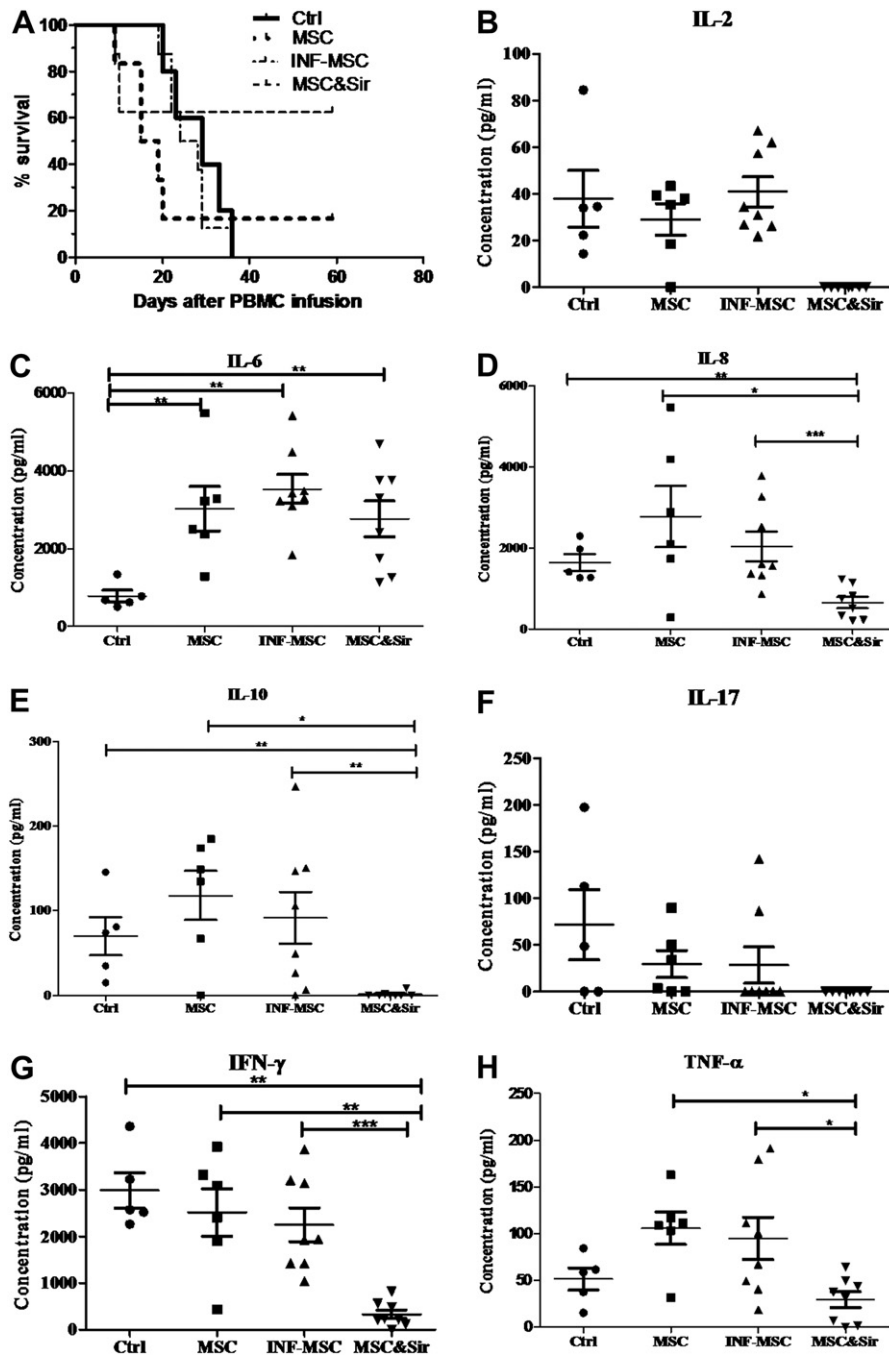 A
100
80
60
40
20
0
% survival
0 20 40 60 80
Days after PBMC infusion
Ctrl
MSC
INF-MSC
MSC&Sir
B
IL-2
Concentration (pg/ml)
100
80
60
40
20
0
Ctrl MSC INF-MSC MSC&Sir
C
IL-6
Concentration (pg/ml)
6000
4000
2000
0
**
**
**
Ctrl MSC INF-MSC MSC&Sir
D
IL-8
Concentration (pg/ml)
6000
4000
2000
0
**
*
***
Ctrl MSC INF-MSC MSC&Sir
E
IL-10
Concentration (pg/ml)
300
200
100
0
*
**
**
Ctrl MSC INF-MSC MSC&Sir
F
IL-17
Concentration (pg/ml)
250
200
150
100
50
0
Ctrl MSC INF-MSC MSC&Sir
G
IFN-γ
Concentration (pg/ml)
5000
4000
3000
2000
1000
0
**
**
***
Ctrl MSC INF-MSC MSC&Sir
H
TNF-α
Concentration (pg/ml)
250
200
150
100
50
0
*
*
Ctrl MSC INF-MSC MSC&Sir